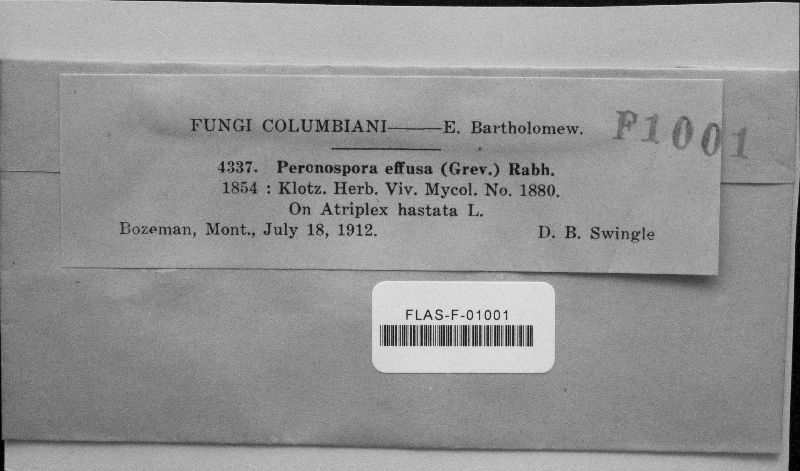 FUNGI COLUMBIANI——E. Bartholomew.
F1001
4337. Peronospora effusa (Grev.) Rabh.
1854 : Klotz. Herb. Viv. Mycol. No. 1880.
On Atriplex hastata L.
Bozeman, Mont., July 18, 1912. D. B. Swingle
FLAS-F-01001